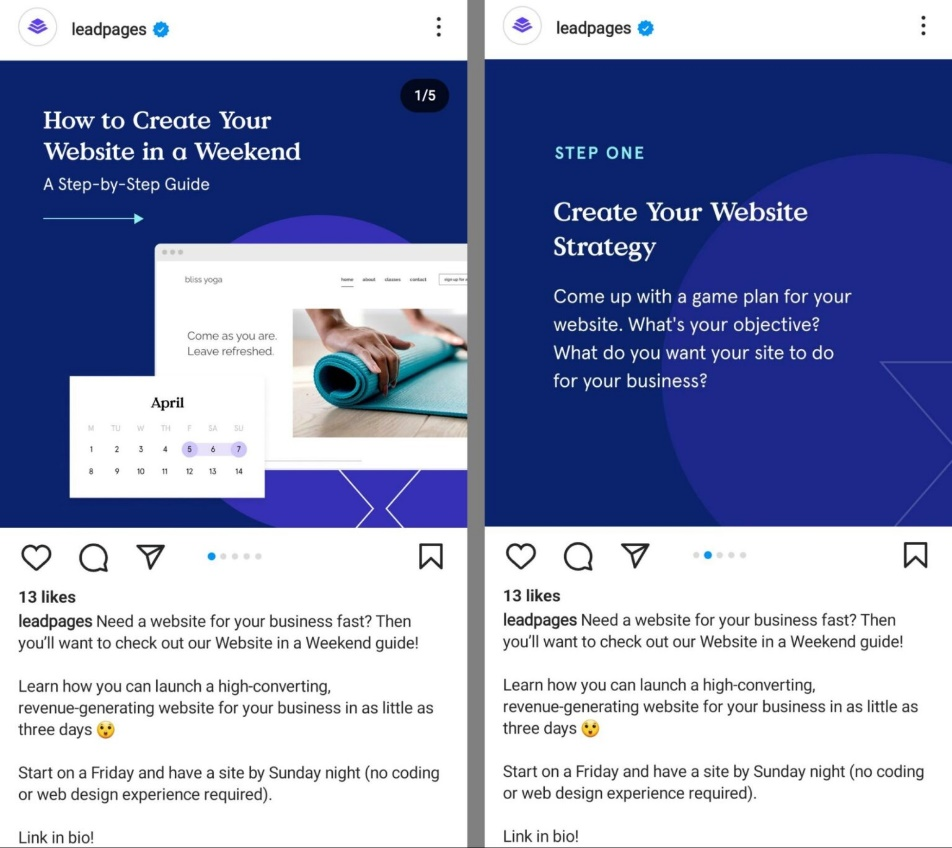 leadpages
1/5
How to Create Your
Website in a Weekend
A Step-by-Step Guide
bliss yoga
home about classes contact sign up for a
Come as you are.
Leave refreshed.
April
M TU W TH F SA SU
1 2 3 4 5 6 7
8 9 10 11 12 13 14
13 likes
leadpages Need a website for your business fast? Then
you'll want to check out our Website in a Weekend guide!
Learn how you can launch a high-converting,
revenue-generating website for your business in as little as
three days 😯
Start on a Friday and have a site by Sunday night (no coding
or web design experience required).
Link in bio!
leadpages
STEP ONE
Create Your Website
Strategy
Come up with a game plan for your
website. What's your objective?
What do you want your site to do
for your business?
13 likes
leadpages Need a website for your business fast? Then
you'll want to check out our Website in a Weekend guide!
Learn how you can launch a high-converting,
revenue-generating website for your business in as little as
three days 😯
Start on a Friday and have a site by Sunday night (no coding
or web design experience required).
Link in bio!